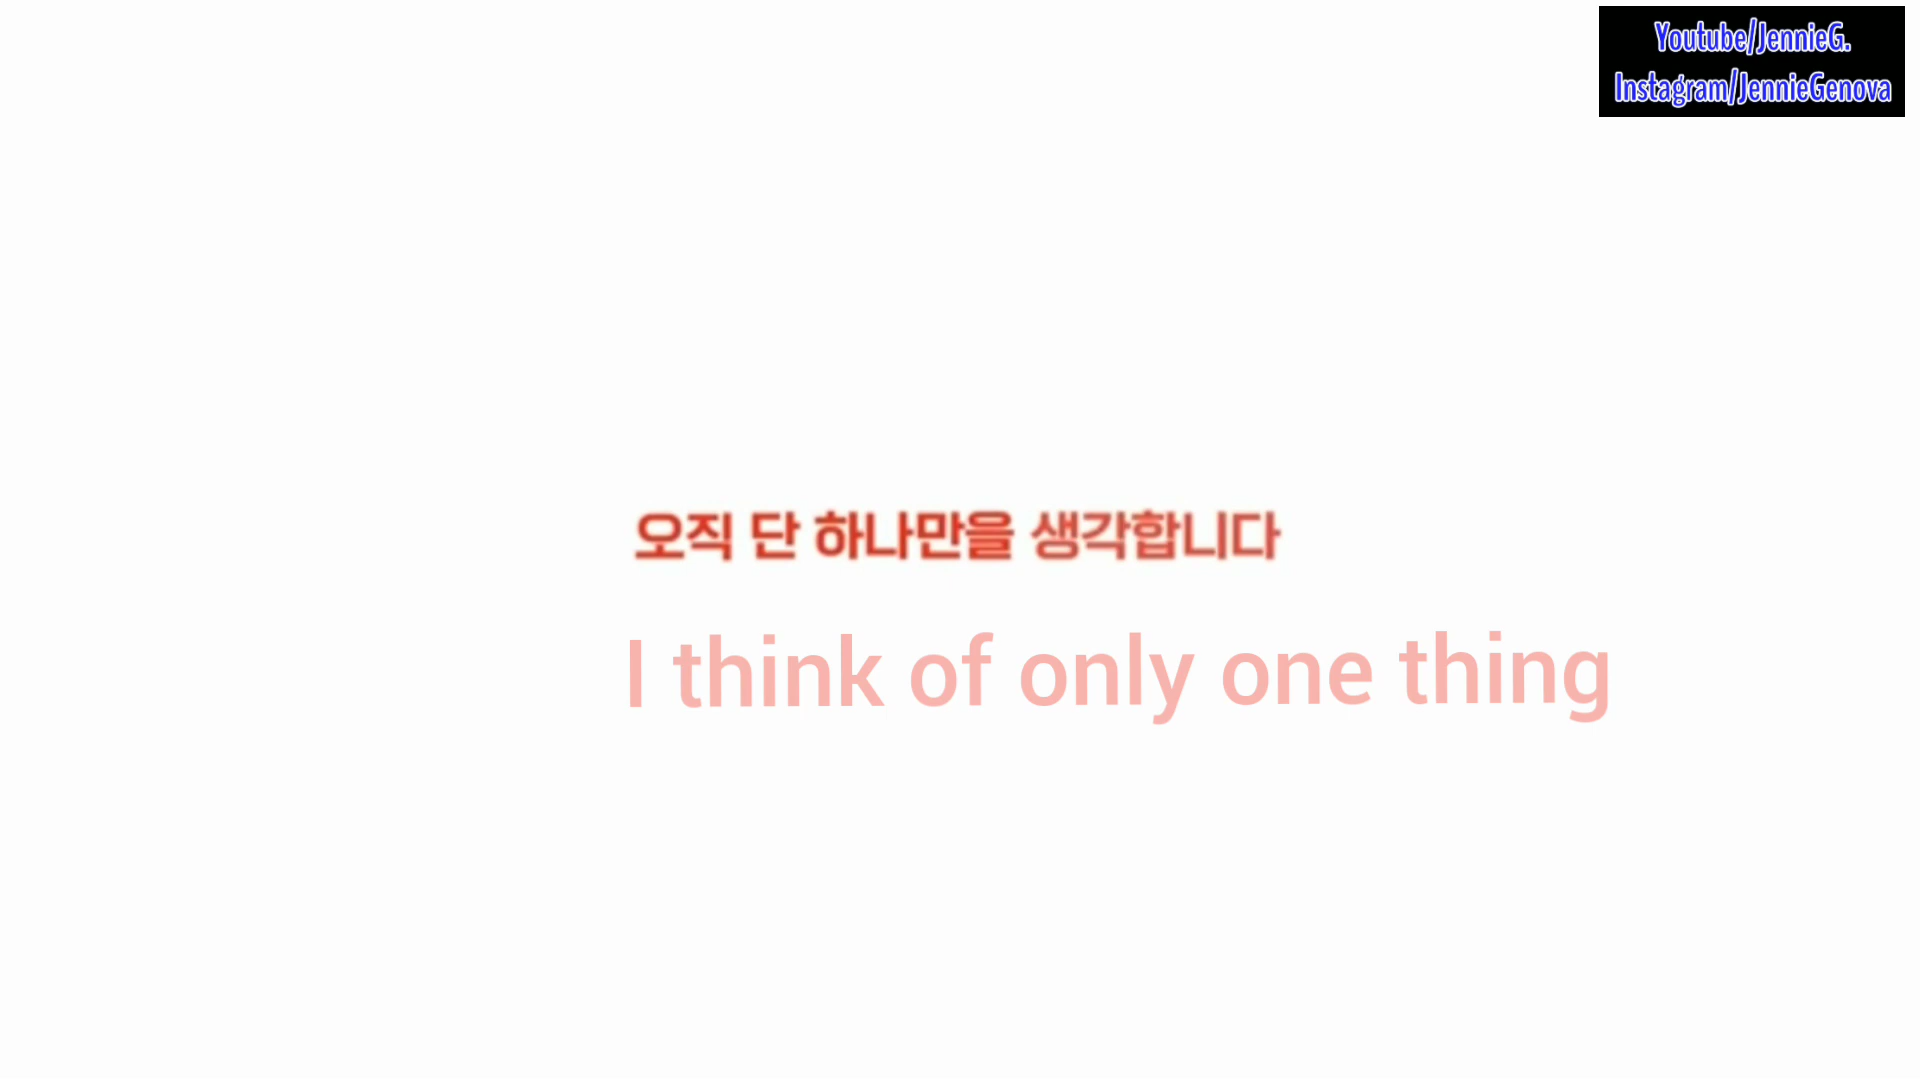 Youtube/JennieG.
Instagram/JennieGenova
오직 단 하나만을 생각합니다
I think of only one thing